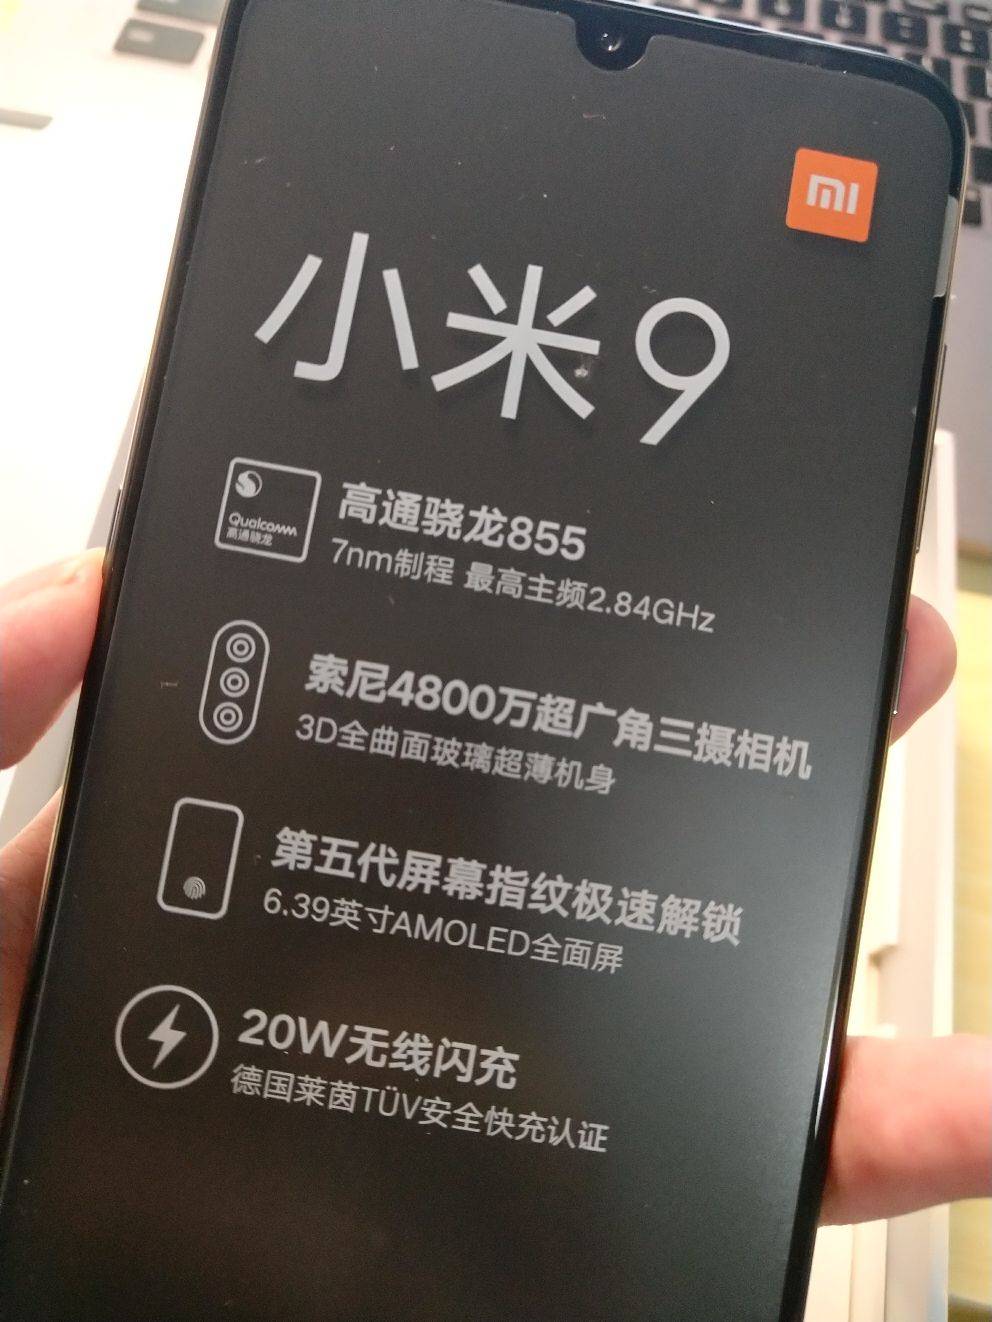 mi
小米9
Qualcomm
高通骁龙
高通骁龙855
7nm制程 最高主频2.84GHz
索尼4800万超广角三摄相机
3D全曲面玻璃超薄机身
第五代屏幕指纹极速解锁
6.39英寸AMOLED全面屏
20W无线闪充
德国莱茵TÜV安全快充认证